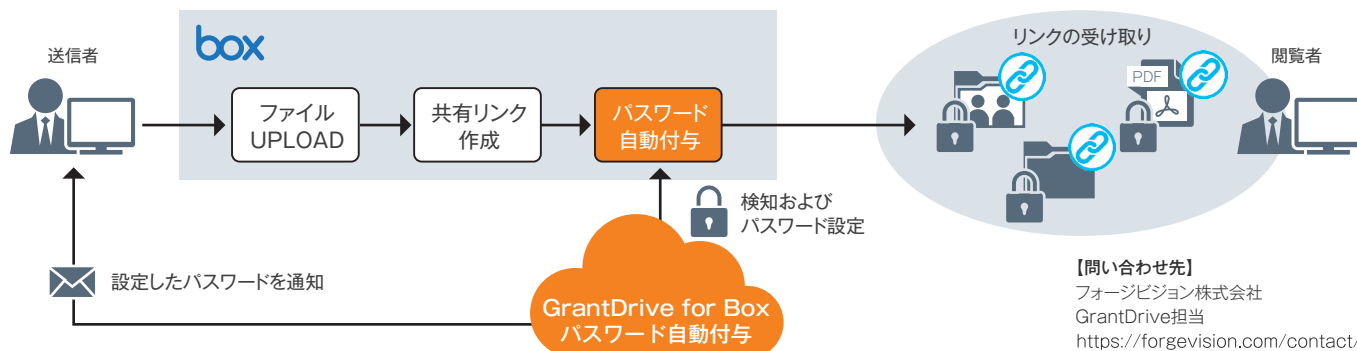 送信者
box
ファイル
UPLOAD
共有リンク
作成
パスワード
自動付与
リンクの受け取り
PDF
閲覧者
検知および
パスワード設定
設定したパスワードを通知
GrantDrive for Box
パスワード自動付与
【問い合わせ先】
フォージビジョン株式会社
GrantDrive担当
https://forgevision.com/contact/